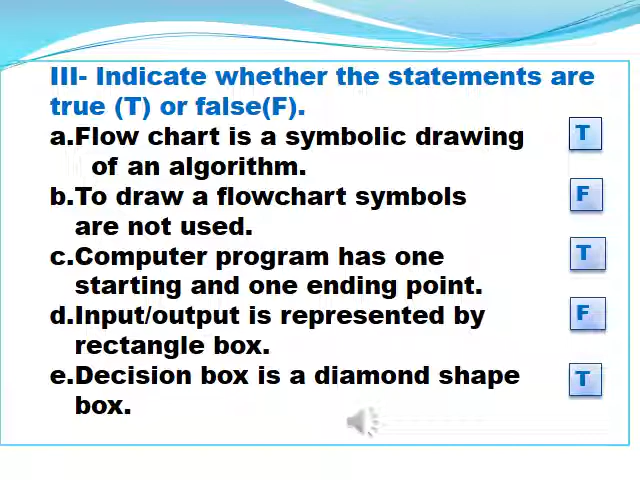 III- Indicate whether the statements are
true (T) or false(F).
a.Flow chart is a symbolic drawing T
of an algorithm.
b.To draw a flowchart symbols F
are not used.
c.Computer program has one T
starting and one ending point.
d.Input/output is represented by F
rectangle box.
e.Decision box is a diamond shape T
box.